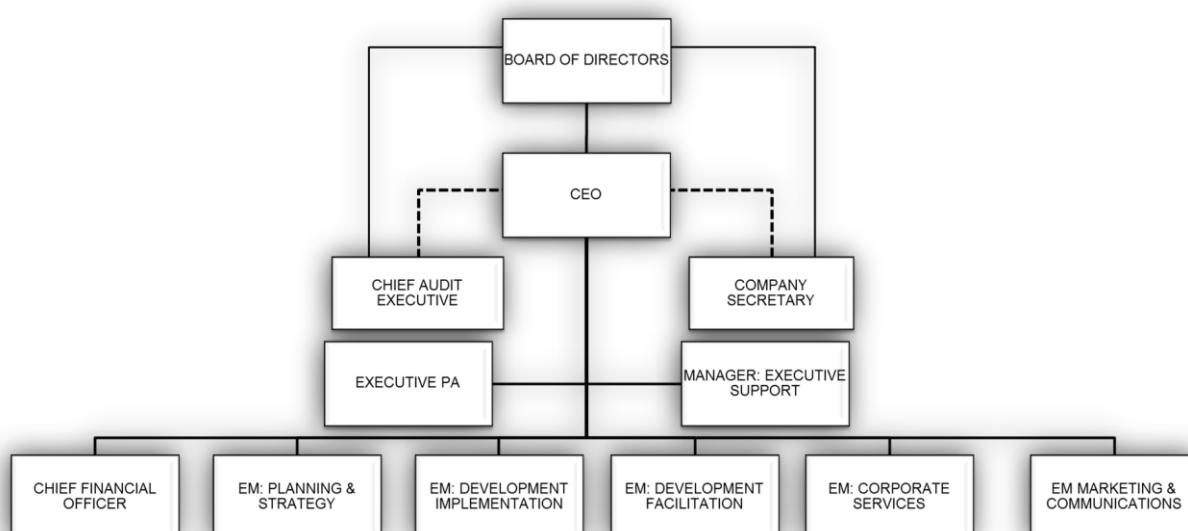 BOARD OF DIRECTORS
CEO
CHIEF AUDIT
EXECUTIVE
COMPANY
SECRETARY
EXECUTIVE PA
MANAGER: EXECUTIVE
SUPPORT
CHIEF FINANCIAL
OFFICER
EM: PLANNING &
STRATEGY
EM: DEVELOPMENT
IMPLEMENTATION
EM: DEVELOPMENT
FACILITATION
EM: CORPORATE
SERVICES
EM MARKETING &
COMMUNICATIONS